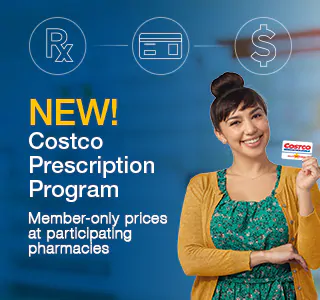 Rx
$
NEW!
Costco
Prescription
Program
Member-only prices
at participating
pharmacies
COSTCO